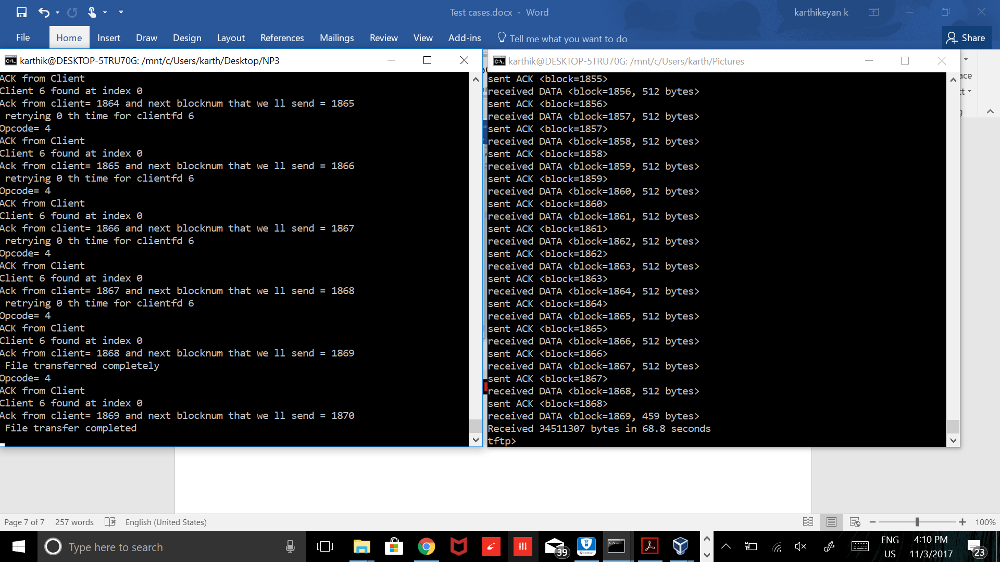 Test cases.docx - Word
karthikeyan k
File Home Insert Draw Design Layout References Mailings Review View Add-ins Tell me what you want to do Share
karthik@DESKTOP-5TRU70G: /mnt/c/Users/karth/Desktop/NP3
ACK from Client
Client 6 found at index 0
Ack from client= 1864 and next blocknum that we ll send = 1865
retrying 0 th time for clientfd 6
Opcode= 4
ACK from Client
Client 6 found at index 0
Ack from client= 1865 and next blocknum that we ll send = 1866
retrying 0 th time for clientfd 6
Opcode= 4
ACK from Client
Client 6 found at index 0
Ack from client= 1866 and next blocknum that we ll send = 1867
retrying 0 th time for clientfd 6
Opcode= 4
ACK from Client
Client 6 found at index 0
Ack from client= 1867 and next blocknum that we ll send = 1868
retrying 0 th time for clientfd 6
Opcode= 4
ACK from Client
Client 6 found at index 0
Ack from client= 1868 and next blocknum that we ll send = 1869
File transferred completely
Opcode= 4
ACK from Client
Client 6 found at index 0
Ack from client= 1869 and next blocknum that we ll send = 1870
File transfer completed
karthik@DESKTOP-5TRU70G: /mnt/c/Users/karth/Pictures
sent ACK <block=1855>
received DATA <block=1856, 512 bytes>
sent ACK <block=1856>
received DATA <block=1857, 512 bytes>
sent ACK <block=1857>
received DATA <block=1858, 512 bytes>
sent ACK <block=1858>
received DATA <block=1859, 512 bytes>
sent ACK <block=1859>
received DATA <block=1860, 512 bytes>
sent ACK <block=1860>
received DATA <block=1861, 512 bytes>
sent ACK <block=1861>
received DATA <block=1862, 512 bytes>
sent ACK <block=1862>
received DATA <block=1863, 512 bytes>
sent ACK <block=1863>
received DATA <block=1864, 512 bytes>
sent ACK <block=1864>
received DATA <block=1865, 512 bytes>
sent ACK <block=1865>
received DATA <block=1866, 512 bytes>
sent ACK <block=1866>
received DATA <block=1867, 512 bytes>
sent ACK <block=1867>
received DATA <block=1868, 512 bytes>
sent ACK <block=1868>
received DATA <block=1869, 459 bytes>
Received 34511307 bytes in 68.8 seconds
tftp>
Page 7 of 7 257 words English (United States) 100%
Type here to search
39
ENG
US
4:10 PM
11/3/2017
23